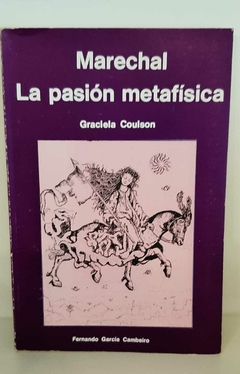 Marechal
La pasión metafísica
Graciela Coulson
Fernando García Cambeiro